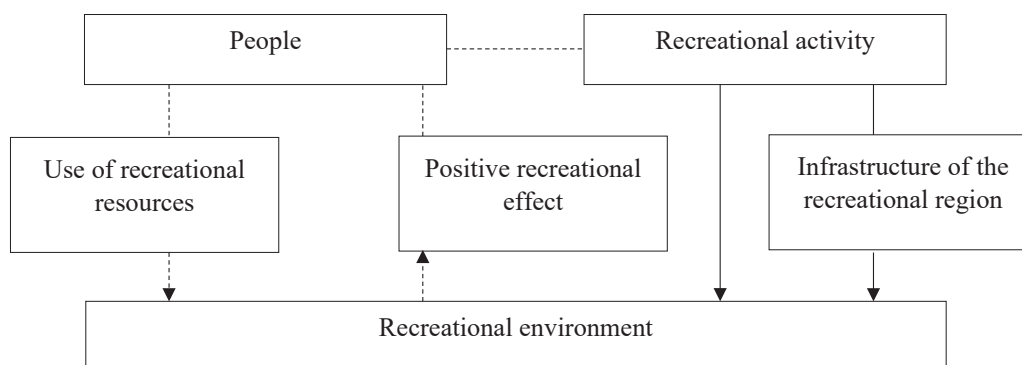 People
Recreational activity
Use of recreational
resources
Positive recreational
effect
Infrastructure of the
recreational region
Recreational environment